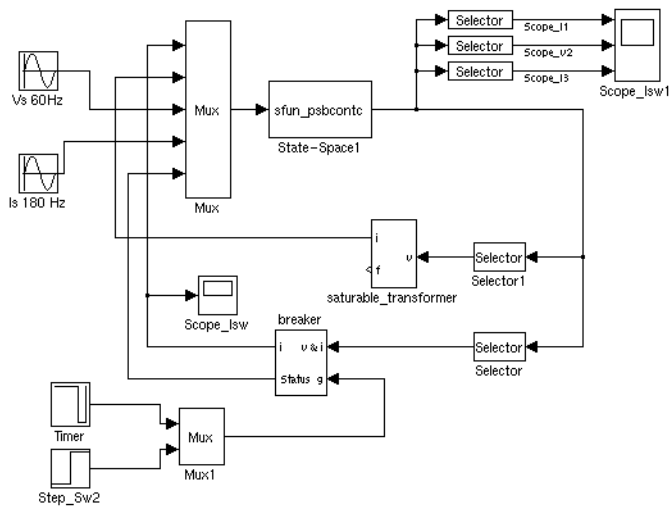 Selector
Scope_I1
Selector
Scope_v2
Selector
Scope_I3
Scope_Isw1
Vs 60Hz
Mux
sfun_psbcontc
State-Space1
Is 180 Hz
Mux
i
f
v
saturable_transformer
Selector
Selector1
Scope_Isw
breaker
i
v & i
Status
g
Selector
Selector
Timer
Mux
Mux1
Step_Sw2